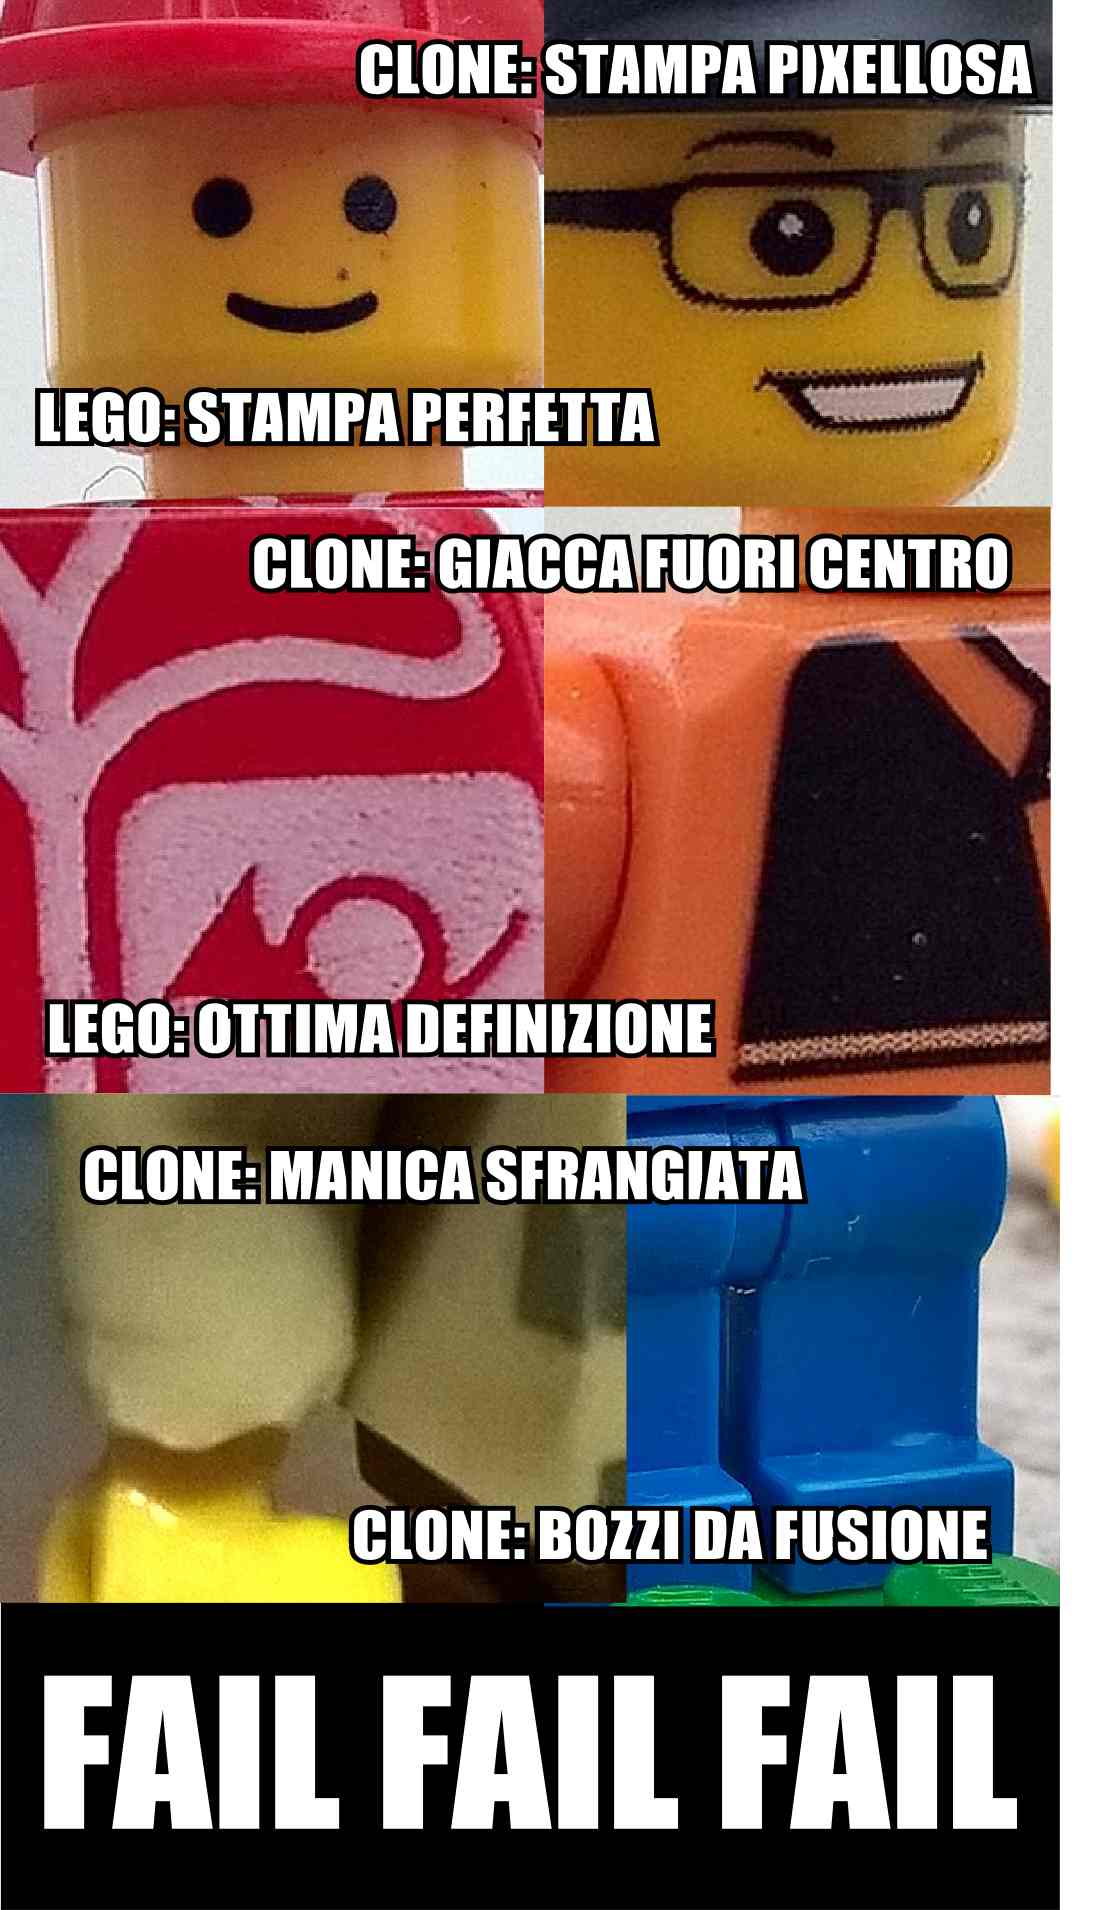 CLONE: STAMPA PIXELLOSA
LEGO: STAMPA PERFETTA
CLONE: GIACCA FUORI CENTRO
LEGO: OTTIMA DEFINIZIONE
CLONE: MANICA SFRANGIATA
CLONE: BOZZI DA FUSIONE
FAIL FAIL FAIL